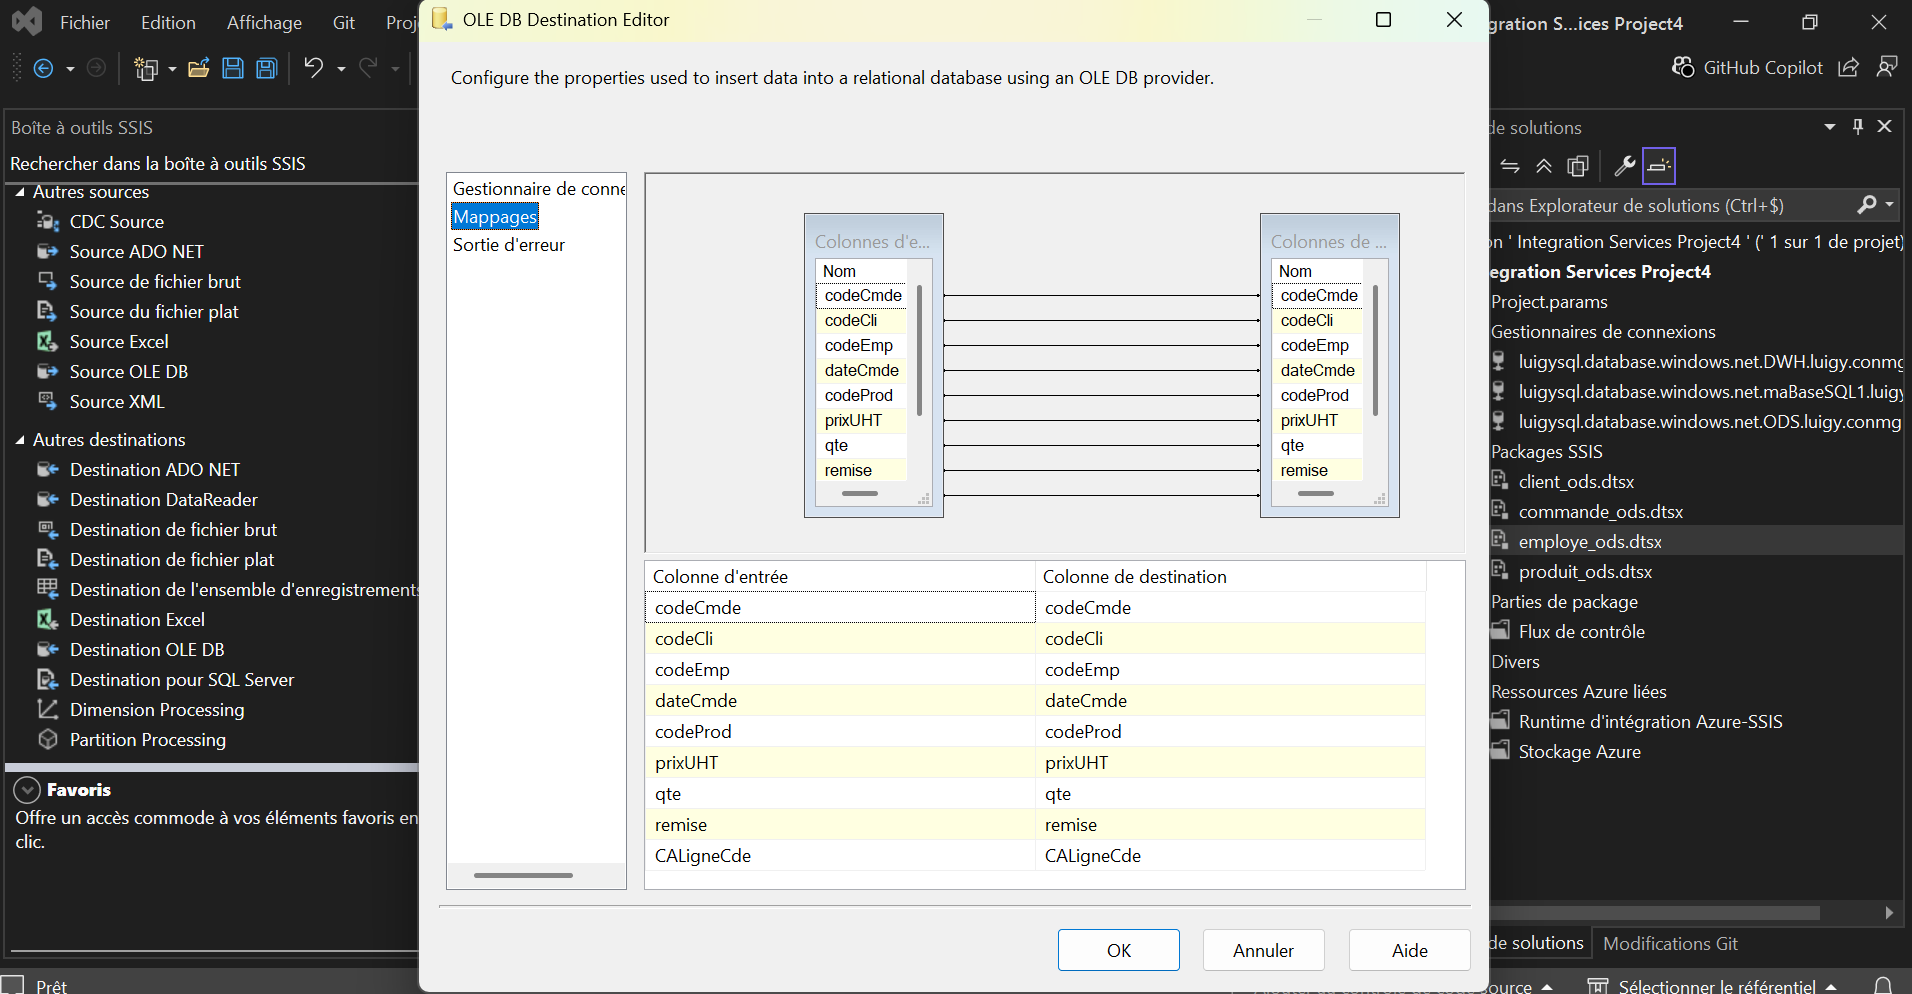 Fichier Edition Affichage Git
OLE DB Destination Editor
Integration S...ices Project4
GitHub Copilot
Configure the properties used to insert data into a relational database using an OLE DB provider.
Boîte à outils SSIS
Rechercher dans la boîte à outils SSIS
Autres sources
CDC Source
Source ADO NET
Source de fichier brut
Source du fichier plat
Source Excel
Source OLE DB
Source XML
Autres destinations
Destination ADO NET
Destination DataReader
Destination de fichier brut
Destination de fichier plat
Destination de l'ensemble d'enregistrements
Destination Excel
Destination OLE DB
Destination pour SQL Server
Dimension Processing
Partition Processing
Favoris
Offre un accès commode à vos éléments favoris en
clic.
Prêt
Gestionnaire de conne
Mappages
Sortie d'erreur
Colonnes d'e...
Nom
codeCmde
codeCli
codeEmp
dateCmde
codeProd
prixUHT
qte
remise
Colonnes de ...
Nom
codeCmde
codeCli
codeEmp
dateCmde
codeProd
prixUHT
qte
remise
Colonne d'entrée Colonne de destination
codeCmde codeCmde
codeCli codeCli
codeEmp codeEmp
dateCmde dateCmde
codeProd codeProd
prixUHT prixUHT
qte qte
remise remise
CALigneCde CALigneCde
OK Annuler Aide
de solutions
dans Explorateur de solutions (Ctrl+$)
on ' Integration Services Project4 ' (' 1 sur 1 de projet)
egration Services Project4
Project.params
Gestionnaires de connexions
luigysql.database.windows.net.DWH.luigy.conmg
luigysql.database.windows.net.maBaseSQL1.luigy
luigysql.database.windows.net.ODS.luigy.conmg
Packages SSIS
client_ods.dtsx
commande_ods.dtsx
employe_ods.dtsx
produit_ods.dtsx
Parties de package
Flux de contrôle
Divers
Ressources Azure liées
Runtime d'intégration Azure-SSIS
Stockage Azure
de solutions Modifications Git
source Sélectionner le référentiel